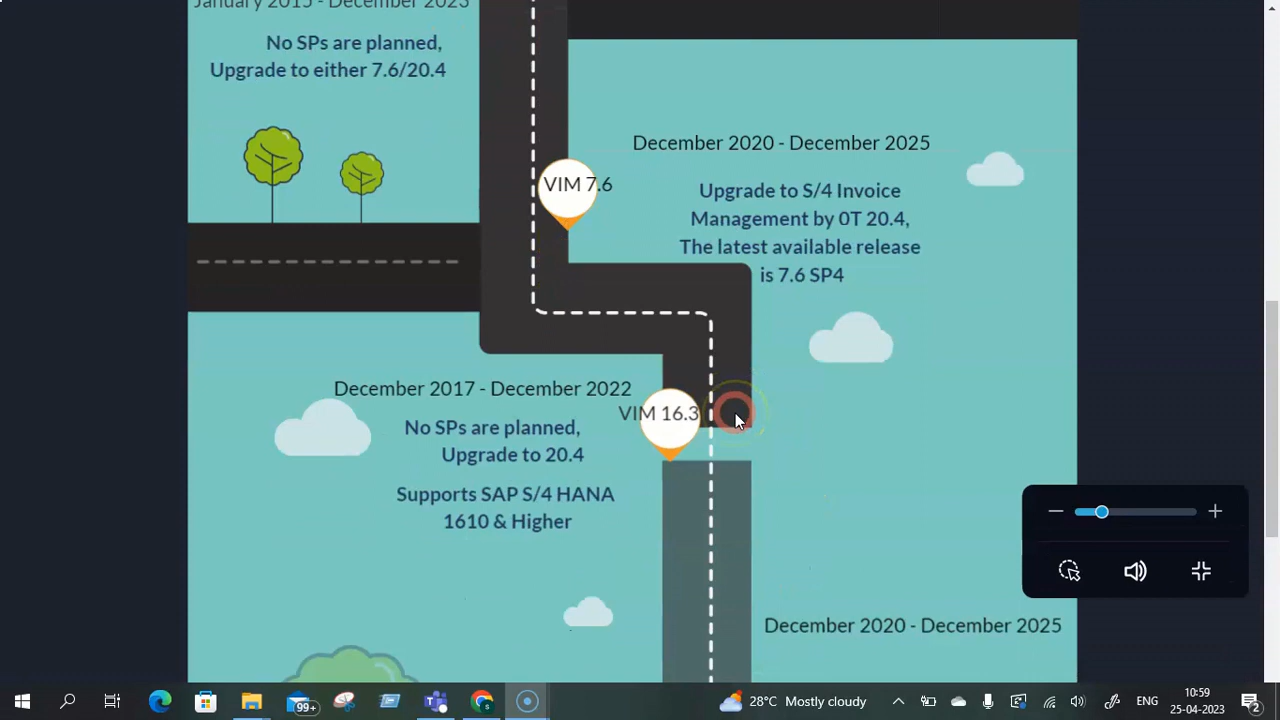 January 2015 - December 2023
No SPs are planned,
Upgrade to either 7.6/20.4
December 2020 - December 2025
VIM 7.6
Upgrade to S/4 Invoice
Management by 0T 20.4,
The latest available release
is 7.6 SP4
December 2017 - December 2022
VIM 16.3
No SPs are planned,
Upgrade to 20.4
Supports SAP S/4 HANA
1610 & Higher
December 2020 - December 2025
99+
28°C Mostly cloudy
ENG
10:59
25-04-2023
2